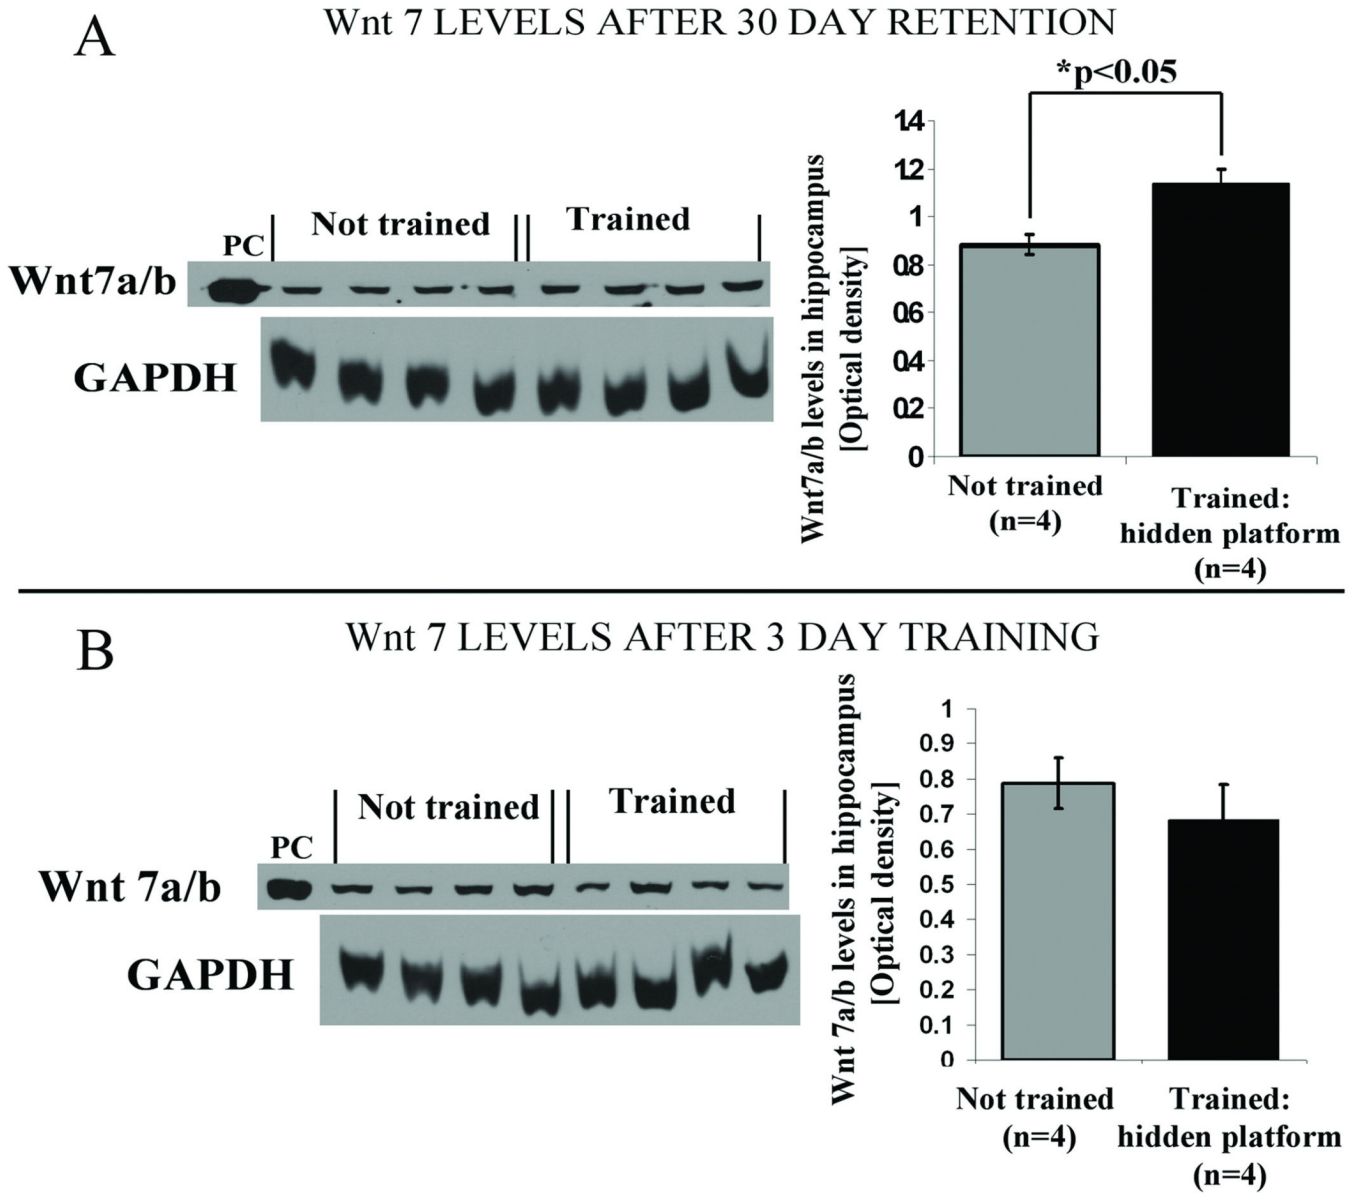 A
Wnt 7 LEVELS AFTER 30 DAY RETENTION
*p<0.05
PC
Not trained
Trained
Wnt7a/b
GAPDH
Wnt7a/b levels in hippocampus
[Optical density]
1.4
1.2
1
0.8
0.6
0.4
0.2
0
Not trained
(n=4)
Trained:
hidden platform
(n=4)
B
Wnt 7 LEVELS AFTER 3 DAY TRAINING
PC
Not trained
Trained
Wnt 7a/b
GAPDH
Wnt 7a/b levels in hippocampus
[Optical density]
1
0.9
0.8
0.7
0.6
0.5
0.4
0.3
0.2
0.1
0
Not trained
(n=4)
Trained:
hidden platform
(n=4)